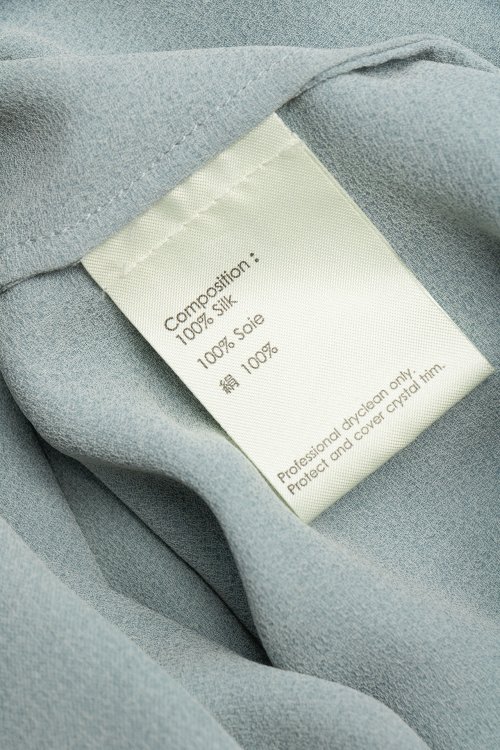 Composition :
100% Silk
100% Soie
絹 100%
Professional dryclean only.
Protect and cover crystal trim.